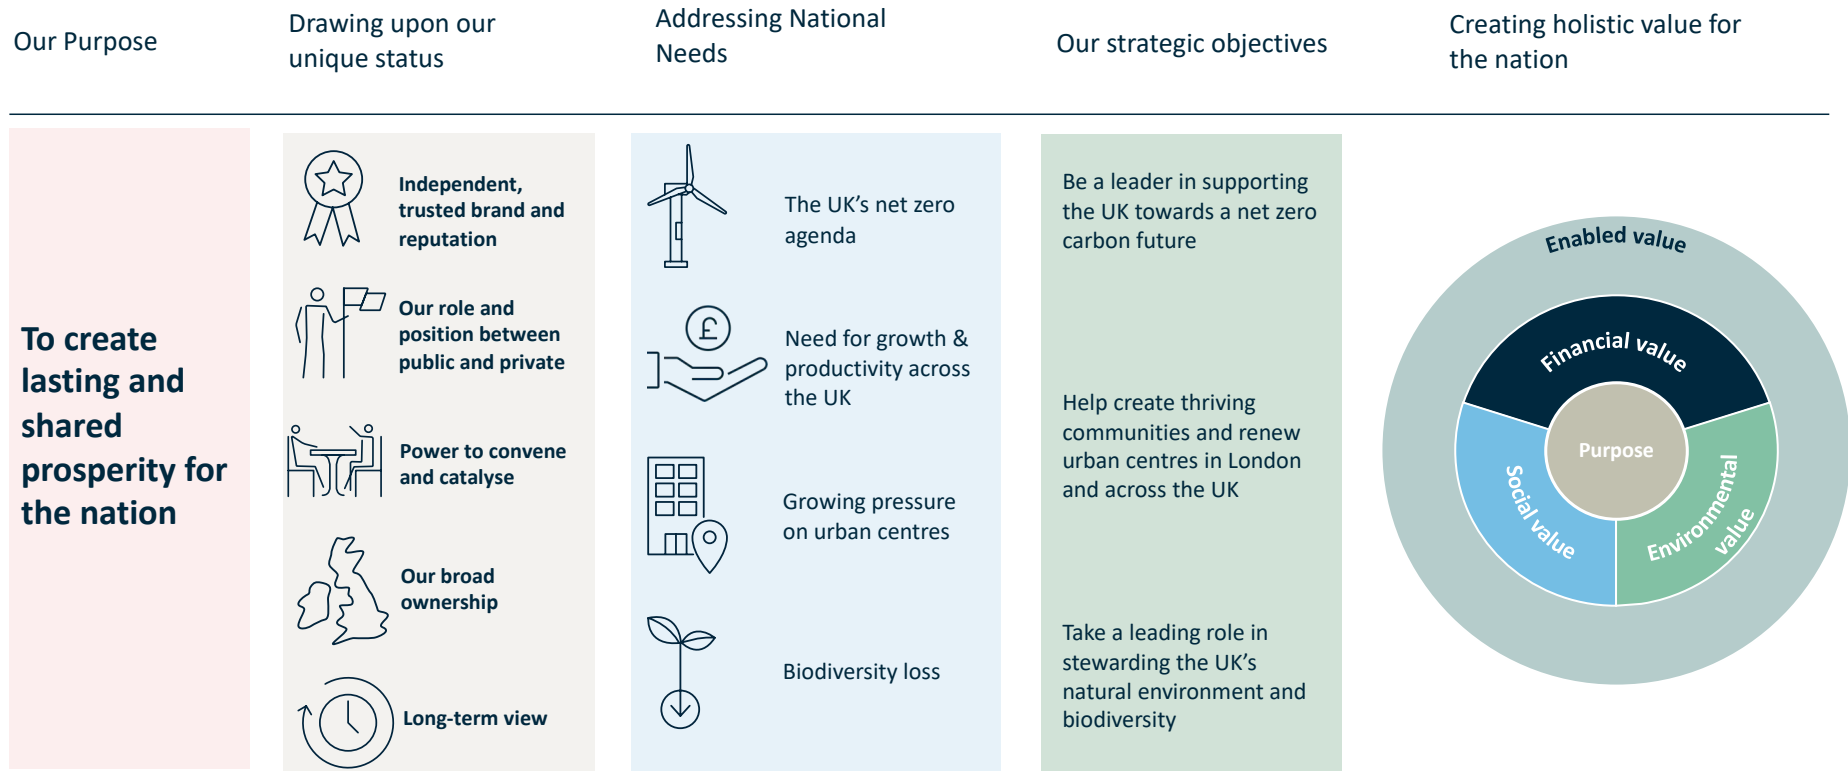 Our Purpose
Drawing upon our
unique status
Addressing National
Needs
Our strategic objectives
Creating holistic value for
the nation
To create
lasting and
shared
prosperity for
the nation
Independent,
trusted brand and
reputation
Our role and
position between
public and private
Power to convene
and catalyse
Our broad
ownership
Long-term view
The UK’s net zero
agenda
£
Need for growth &
productivity across
the UK
Growing pressure
on urban centres
Biodiversity loss
Be a leader in supporting
the UK towards a net zero
carbon future
Help create thriving
communities and renew
urban centres in London
and across the UK
Take a leading role in
stewarding the UK’s
natural environment and
biodiversity
Enabled value
Financial value
Purpose
Social value
Environmental
value